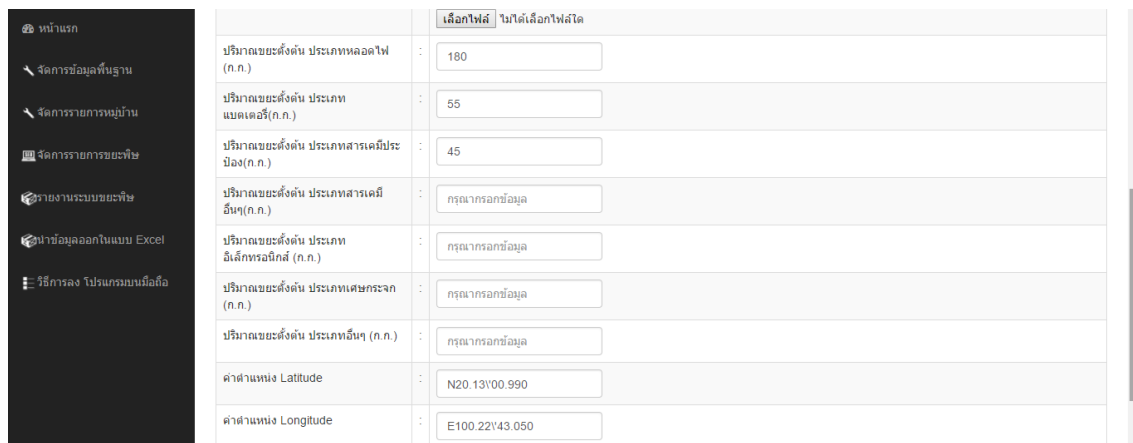 หน้าแรก
จัดการข้อมูลพื้นฐาน
จัดการรายการหมู่บ้าน
จัดการรายการขยะพิษ
รายงานระบบขยะพิษ
นำข้อมูลออกในแบบ Excel
วิธีการลง โปรแกรมบนมือถือ
เลือกไฟล์ ไม่ได้เลือกไฟล์ใด
ปริมาณขยะตั้งต้น ประเภทหลอดไฟ
(ก.ก.)
:
180
ปริมาณขยะตั้งต้น ประเภท
แบตเตอรี่(ก.ก.)
:
55
ปริมาณขยะตั้งต้น ประเภทสารเคมีประ
ป๋อง(ก.ก.)
:
45
ปริมาณขยะตั้งต้น ประเภทสารเคมี
อื่นๆ(ก.ก.)
:
กรุณากรอกข้อมูล
ปริมาณขยะตั้งต้น ประเภท
อิเล็กทรอนิกส์ (ก.ก.)
:
กรุณากรอกข้อมูล
ปริมาณขยะตั้งต้น ประเภทเศษกระจก
(ก.ก.)
:
กรุณากรอกข้อมูล
ปริมาณขยะตั้งต้น ประเภทอื่นๆ (ก.ก.)
:
กรุณากรอกข้อมูล
ค่าตำแหน่ง Latitude
:
N20.13\'00.990
ค่าตำแหน่ง Longitude
:
E100.22\'43.050